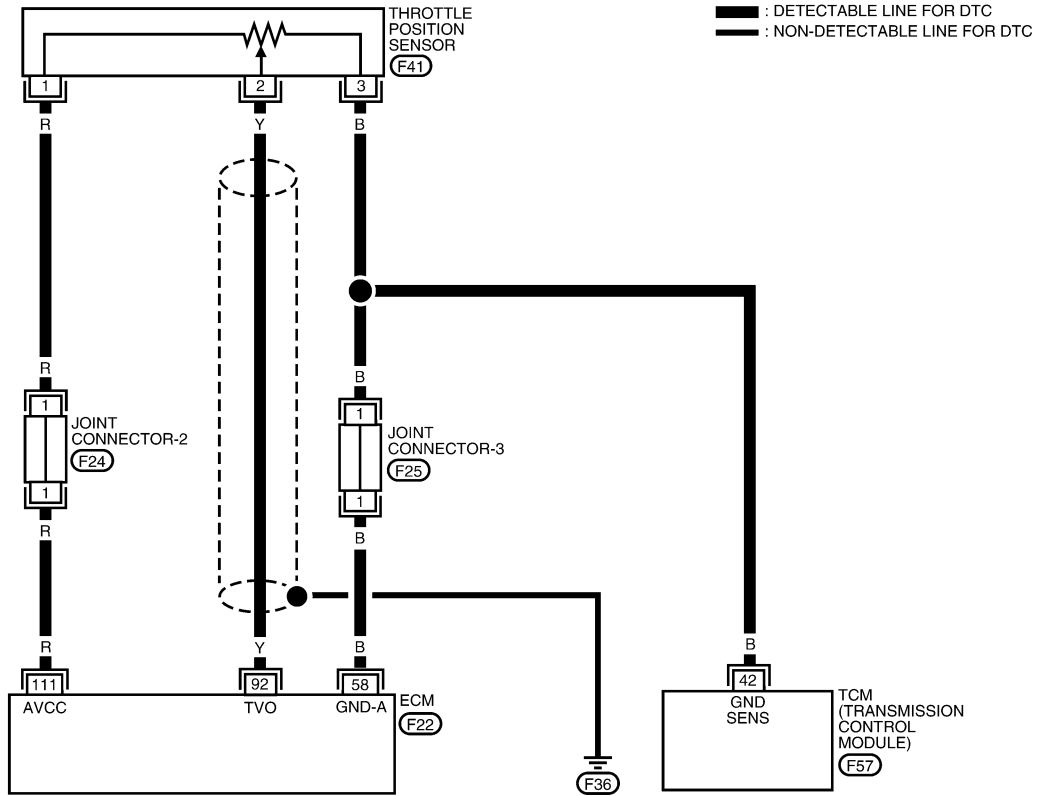 THROTTLE
POSITION
SENSOR
F41
: DETECTABLE LINE FOR DTC
: NON-DETECTABLE LINE FOR DTC
1
2
3
R
Y
B
R
B
1
1
JOINT
CONNECTOR-2
F24
JOINT
CONNECTOR-3
F25
1
1
R
B
R
Y
B
B
111
92
58
42
AVCC
TVO
GND-A
ECM
F22
GND
SENS
TCM
(TRANSMISSION
CONTROL
MODULE)
F57
F36